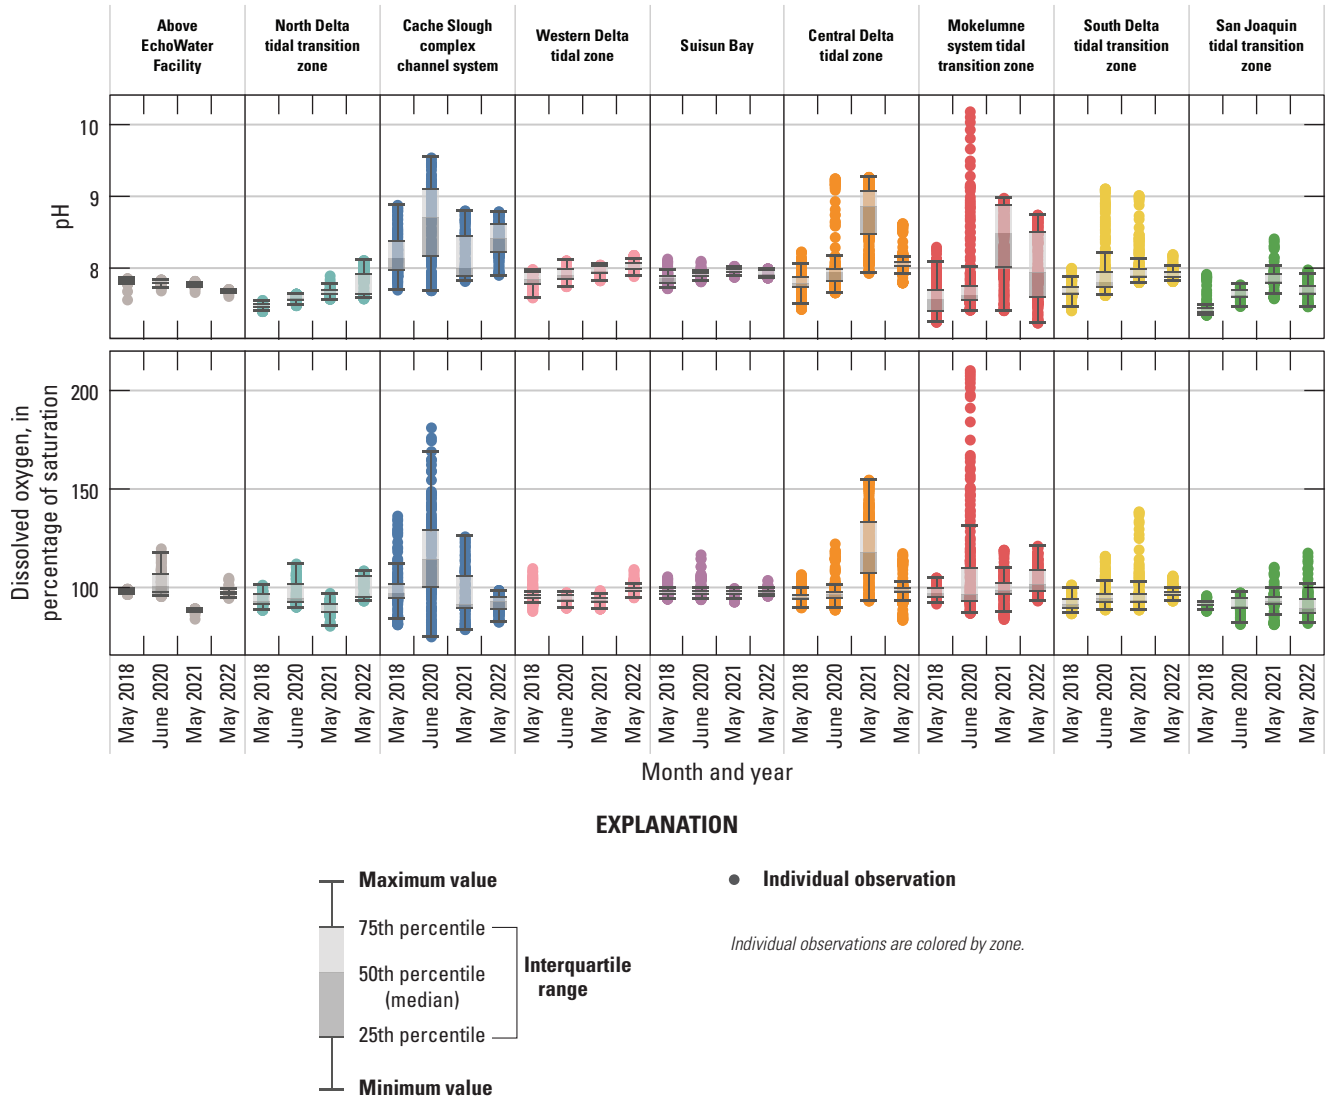 Above
EchoWater
Facility
North Delta
tidal transition
zone
Cache Slough
complex
channel system
Western Delta
tidal zone
Suisun Bay
Central Delta
tidal zone
Mokelumne
system tidal
transition zone
South Delta
tidal transition
zone
San Joaquin
tidal transition
zone
pH
10
9
8
Dissolved oxygen, in
percentage of saturation
200
150
100
May 2018
June 2020
May 2021
May 2022
May 2018
June 2020
May 2021
May 2022
May 2018
June 2020
May 2021
May 2022
May 2018
June 2020
May 2021
May 2022
May 2018
June 2020
May 2021
May 2022
May 2018
June 2020
May 2021
May 2022
May 2018
June 2020
May 2021
May 2022
May 2018
June 2020
May 2021
May 2022
May 2018
June 2020
May 2021
May 2022
Month and year
EXPLANATION
Maximum value
75th percentile
50th percentile
(median)
25th percentile
Minimum value
Interquartile
range
Individual observation
Individual observations are colored by zone.